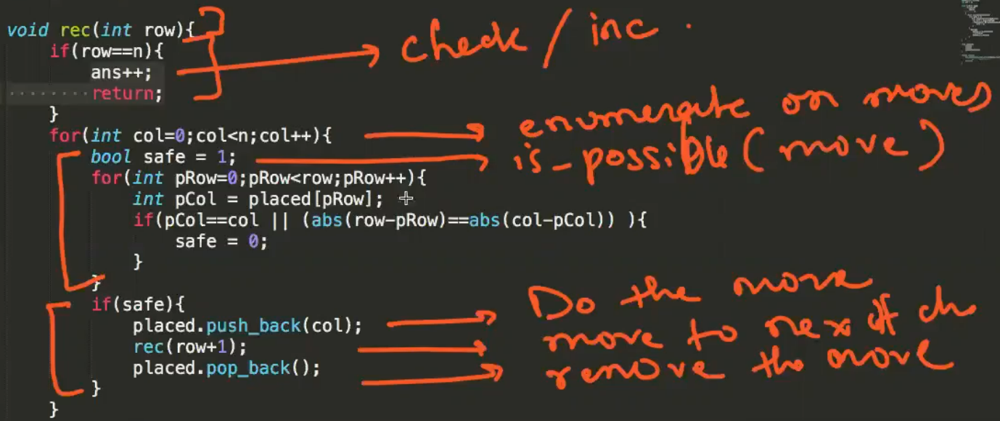 void rec(int row){
if(row==n){
ans++;
return;
}
check / inc .
for(int col=0;col<n;col++){
enumerate on moves
bool safe = 1;
is_possible (move)
for(int pRow=0;pRow<row;pRow++){
int pCol = placed[pRow];
if(pCol==col || (abs(row-pRow)==abs(col-pCol)) ){
safe = 0;
}
}
if(safe){
placed.push_back(col);
Do the move
rec(row+1);
move to nex
placed.pop_back();
remove the move
}
}